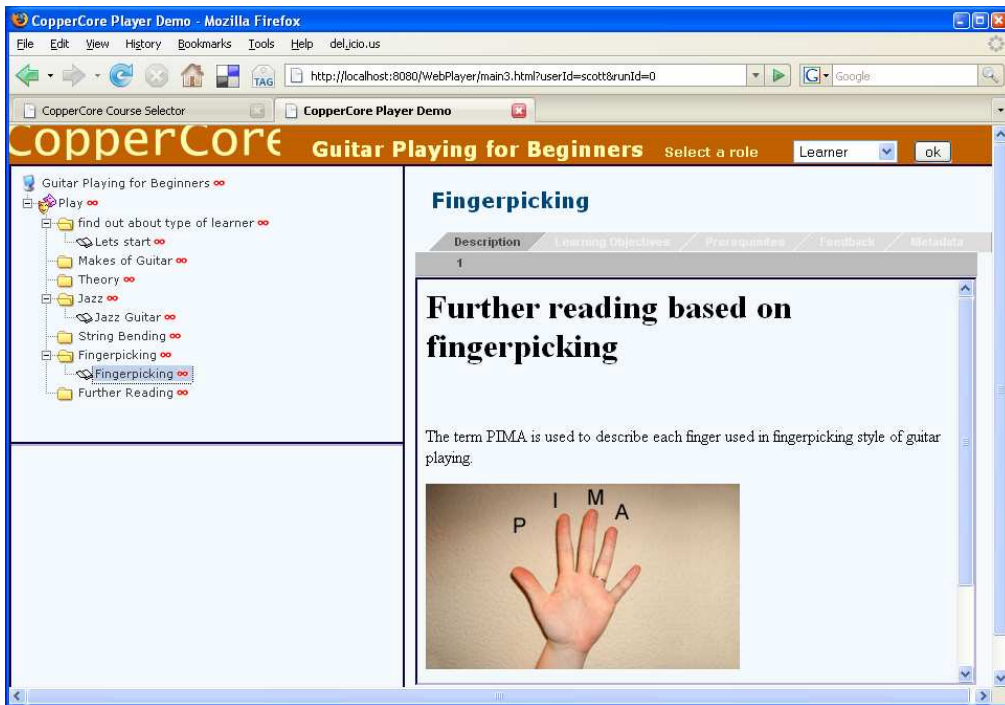 CopperCore Player Demo - Mozilla Firefox
File Edit View History Bookmarks Tools Help del.icio.us
TAG http://localhost:8080/WebPlayer/main3.html?userId=scott&runId=0 G Google
CopperCore Course Selector CopperCore Player Demo
CopperCore Guitar Playing for Beginners Select a role Learner ok
Guitar Playing for Beginners
Play
find out about type of learner
Lets start
Makes of Guitar
Theory
Jazz
Jazz Guitar
String Bending
Fingerpicking
Fingerpicking
Further Reading
Fingerpicking
Description Learning Objectives Prerequisites Feedback Metadata
1
Further reading based on
fingerpicking
The term PIMA is used to describe each finger used in fingerpicking style of guitar
playing.
P I M A